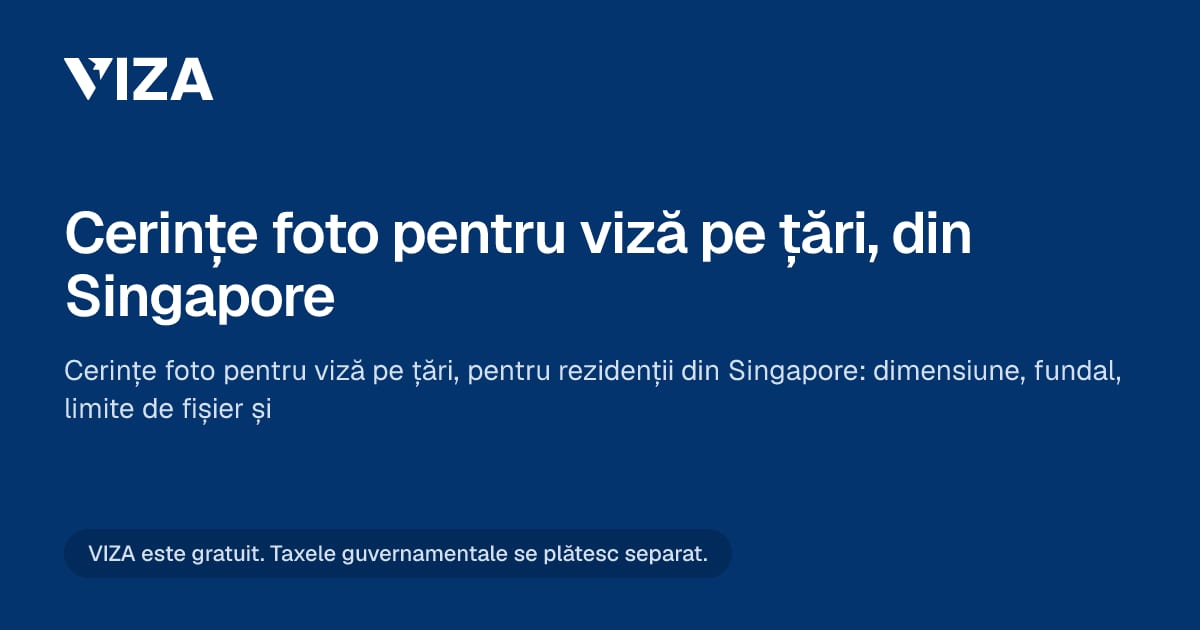 VIZA
Cerințe foto pentru viză pe țări, din
Singapore
Cerințe foto pentru viză pe țări, pentru rezidenții din Singapore: dimensiune, fundal,
limite de fișier și
VIZA este gratuit. Taxele guvernamentale se plătesc separat.